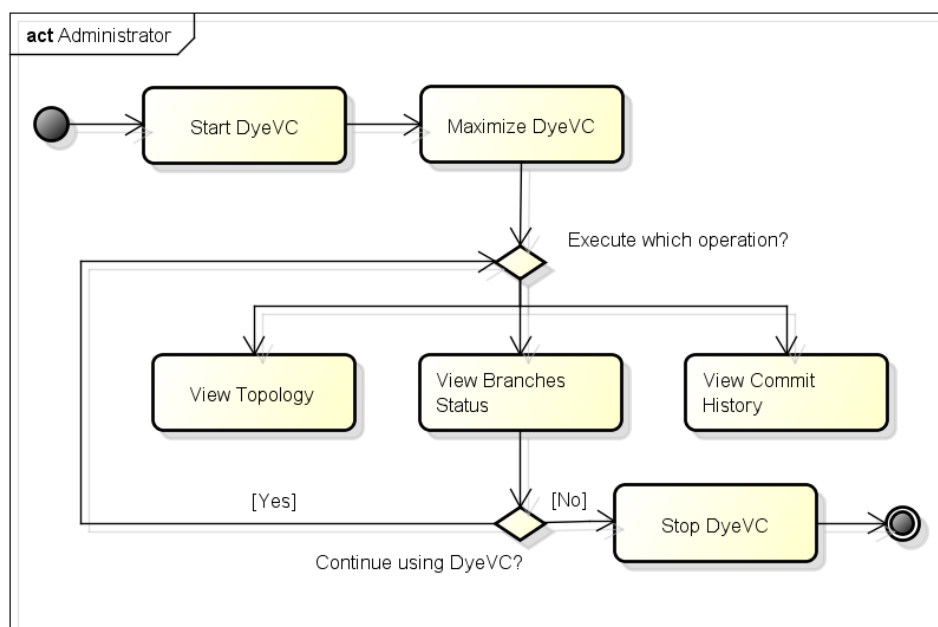 act Administrator
Start DyeVC
Maximize DyeVC
Execute which operation?
View Topology
View Branches
Status
View Commit
History
[Yes]
[No]
Stop DyeVC
Continue using DyeVC?